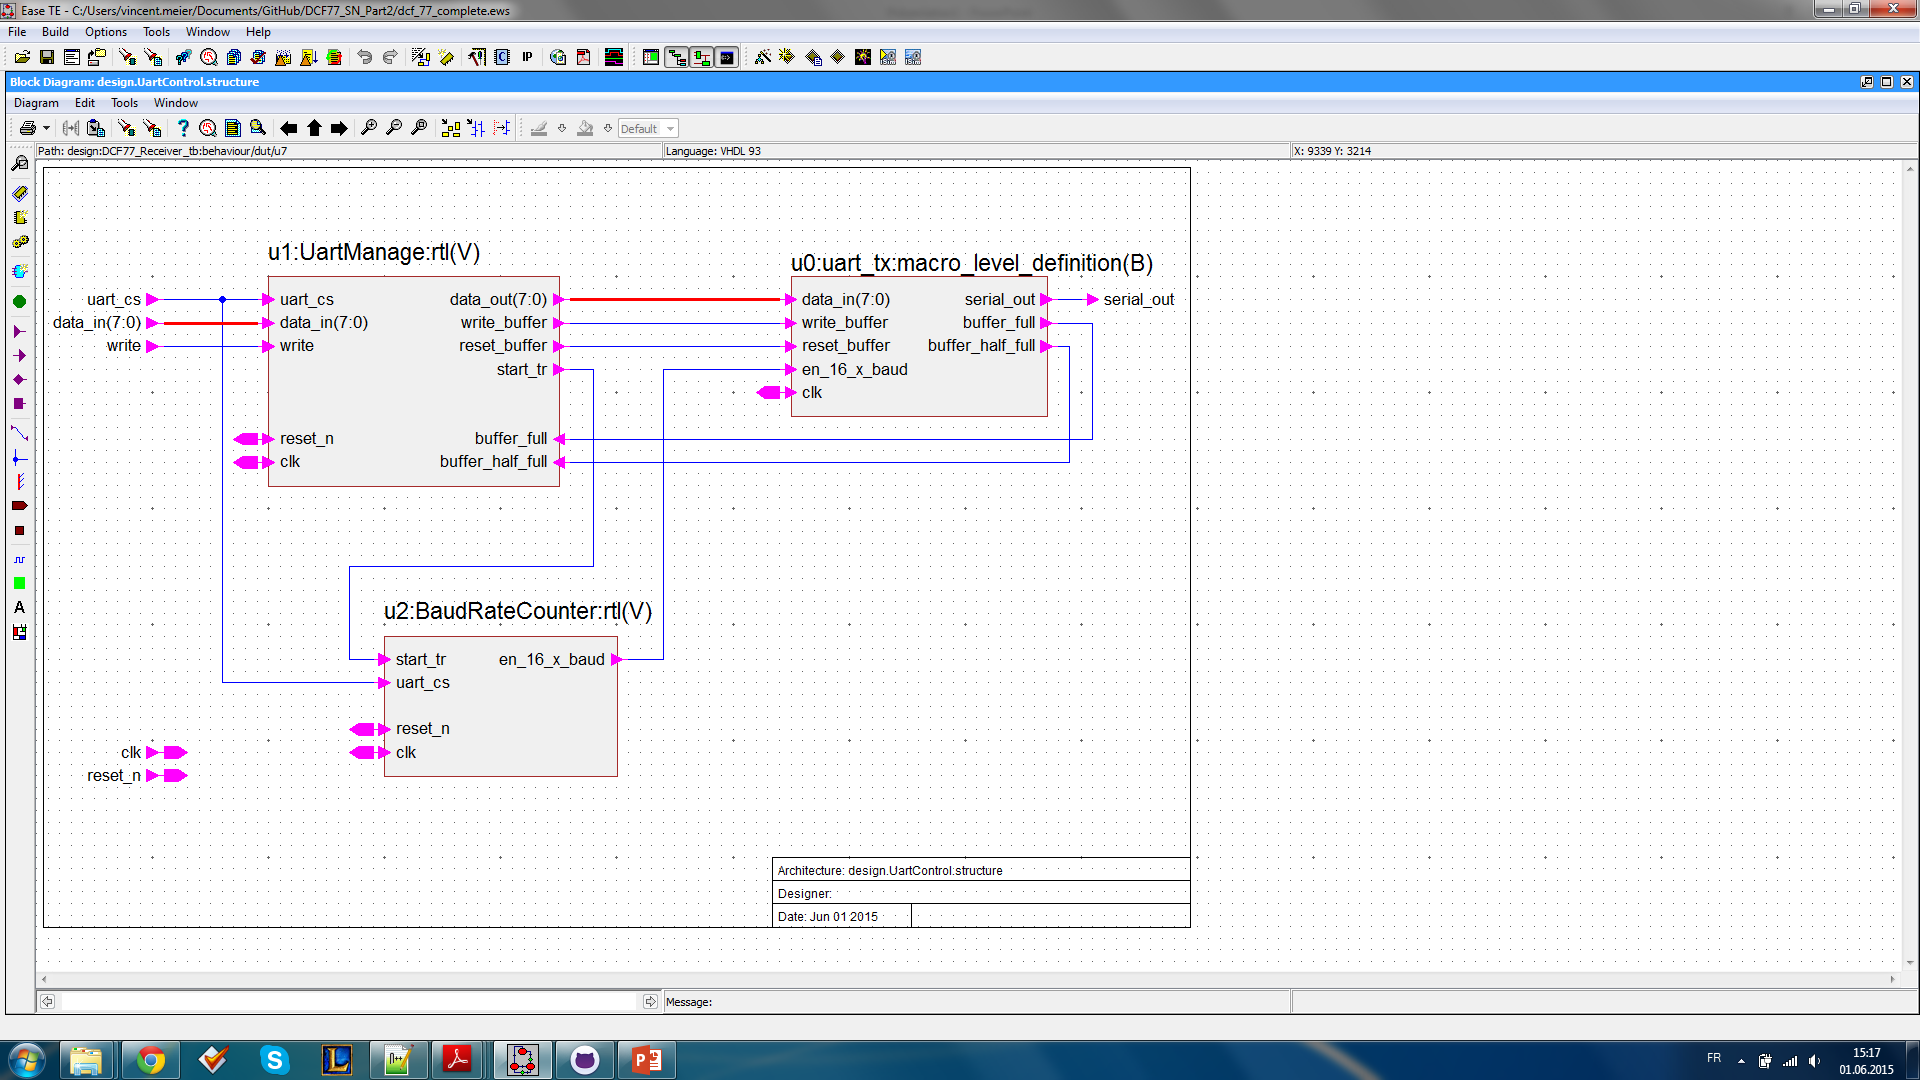 Ease TE - C:/Users/vincent.meier/Documents/GitHub/DCF77_SN_Part2/dcf_77_complete.ews
File Build Options Tools Window Help
IP
Block Diagram: design.UartControl.structure
Diagram Edit Tools Window
Default
Path: design:DCF77_Receiver_tb:behaviour/dut/u7
Language: VHDL 93
X: 9339 Y: 3214
A
u1:UartManage:rtl(V)
uart_cs
data_in(7:0)
write
uart_cs
data_in(7:0)
write
reset_n
clk
data_out(7:0)
write_buffer
reset_buffer
start_tr
buffer_full
buffer_half_full
u0:uart_tx:macro_level_definition(B)
data_in(7:0)
write_buffer
reset_buffer
en_16_x_baud
clk
serial_out
buffer_full
buffer_half_full
serial_out
u2:BaudRateCounter:rtl(V)
start_tr
uart_cs
reset_n
clk
en_16_x_baud
clk
reset_n
Architecture: design.UartControl.structure
Designer:
Date: Jun 01 2015
Message:
FR
15:17
01.06.2015